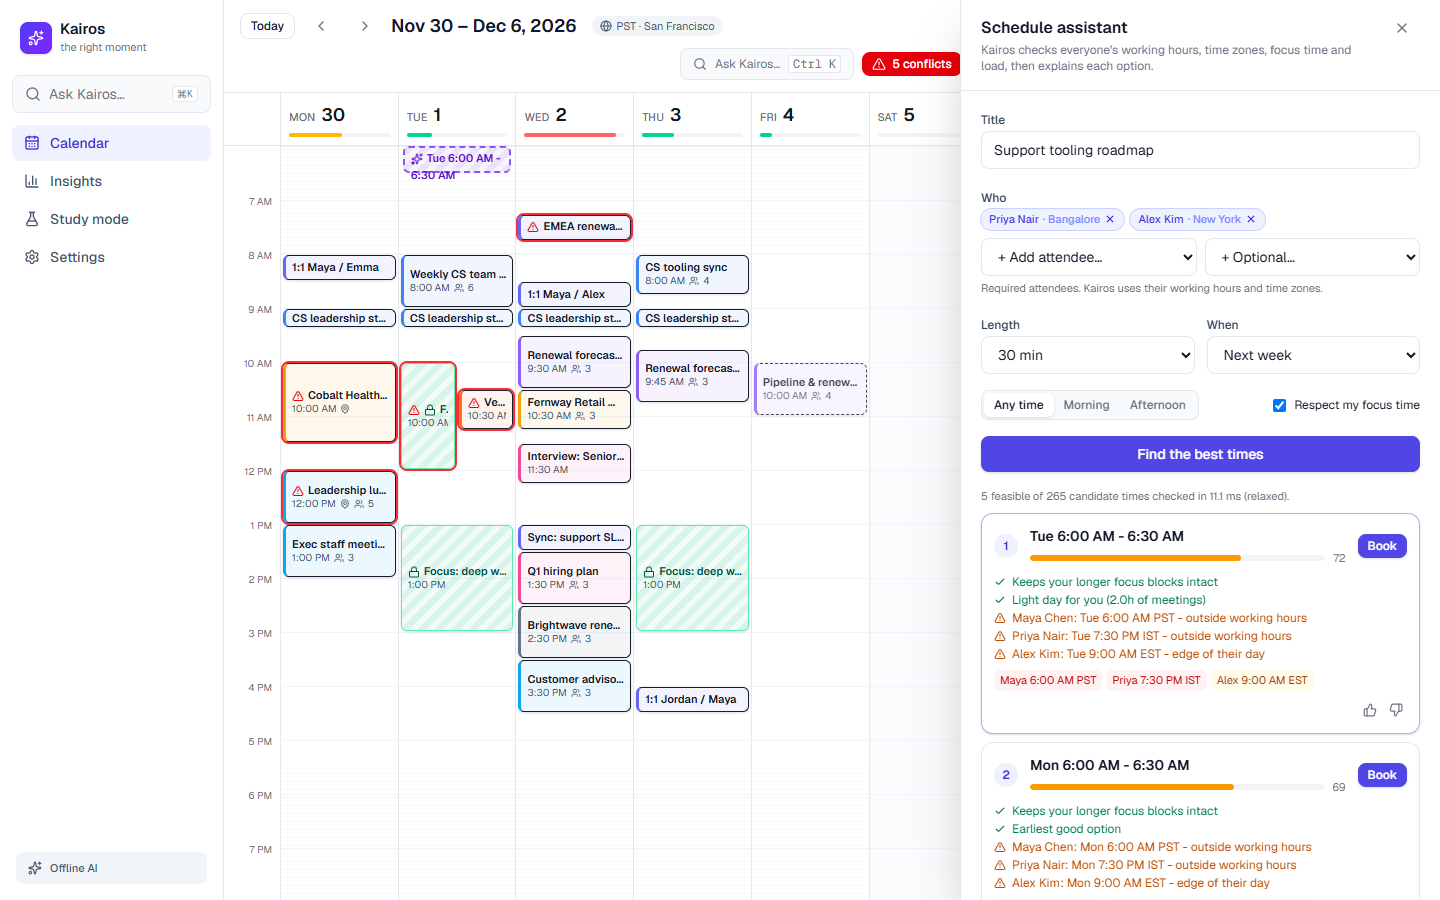 Kairos
the right moment
Ask Kairos...
⌘K
Calendar
Insights
Study mode
Settings
Offline AI
Today
Nov 30 – Dec 6, 2026
PST · San Francisco
Ask Kairos...
Ctrl K
5 conflicts
MON 30
TUE 1
WED 2
THU 3
FRI 4
SAT 5
7 AM
8 AM
9 AM
10 AM
11 AM
12 PM
1 PM
2 PM
3 PM
4 PM
5 PM
6 PM
7 PM
1:1 Maya / Emma
CS leadership st...
Cobalt Health...
10:00 AM
Leadership lu...
12:00 PM 5
Exec staff meeti...
1:00 PM 3
Tue 6:00 AM -
6:30 AM
Weekly CS team ...
8:00 AM 6
CS leadership st...
F.
10:00 AM
Ve...
10:30 AM
Focus: deep w...
1:00 PM
EMEA renewa...
1:1 Maya / Alex
CS leadership st...
Renewal forecas...
9:30 AM 3
Fernway Retail ...
10:30 AM 3
Interview: Senior...
11:30 AM
Sync: support SL...
Q1 hiring plan
1:30 PM 3
Brightwave rene...
2:30 PM 3
Customer adviso...
3:30 PM 3
CS tooling sync
8:00 AM 4
CS leadership st...
Renewal forecas...
9:45 AM 3
Focus: deep w...
1:00 PM
1:1 Jordan / Maya
Pipeline & renew...
10:00 AM 4
Schedule assistant
Kairos checks everyone's working hours, time zones, focus time and
load, then explains each option.
Title
Support tooling roadmap
Who
Priya Nair · Bangalore ✕
Alex Kim · New York ✕
+ Add attendee...
+ Optional...
Required attendees. Kairos uses their working hours and time zones.
Length
When
30 min
Next week
Any time
Morning
Afternoon
Respect my focus time
Find the best times
5 feasible of 265 candidate times checked in 11.1 ms (relaxed).
1
Tue 6:00 AM - 6:30 AM
72
Book
Keeps your longer focus blocks intact
Light day for you (2.0h of meetings)
Maya Chen: Tue 6:00 AM PST - outside working hours
Priya Nair: Tue 7:30 PM IST - outside working hours
Alex Kim: Tue 9:00 AM EST - edge of their day
Maya 6:00 AM PST
Priya 7:30 PM IST
Alex 9:00 AM EST
2
Mon 6:00 AM - 6:30 AM
69
Book
Keeps your longer focus blocks intact
Earliest good option
Maya Chen: Mon 6:00 AM PST - outside working hours
Priya Nair: Mon 7:30 PM IST - outside working hours
Alex Kim: Mon 9:00 AM EST - edge of their day